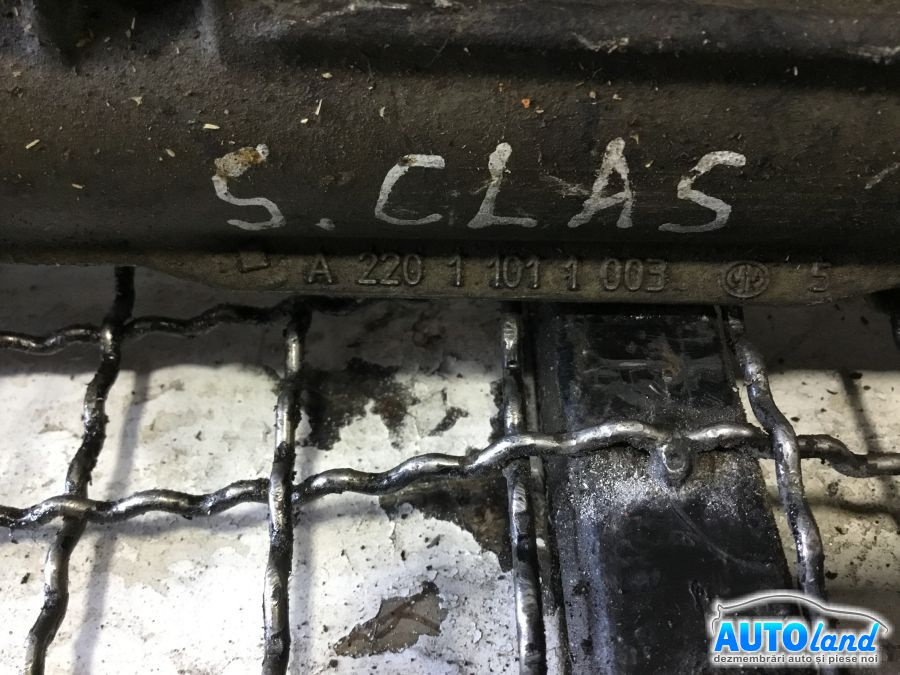 S. CLAS
A 220 1 101 1 003 5
AUTOland
dezmembrări auto și piese noi